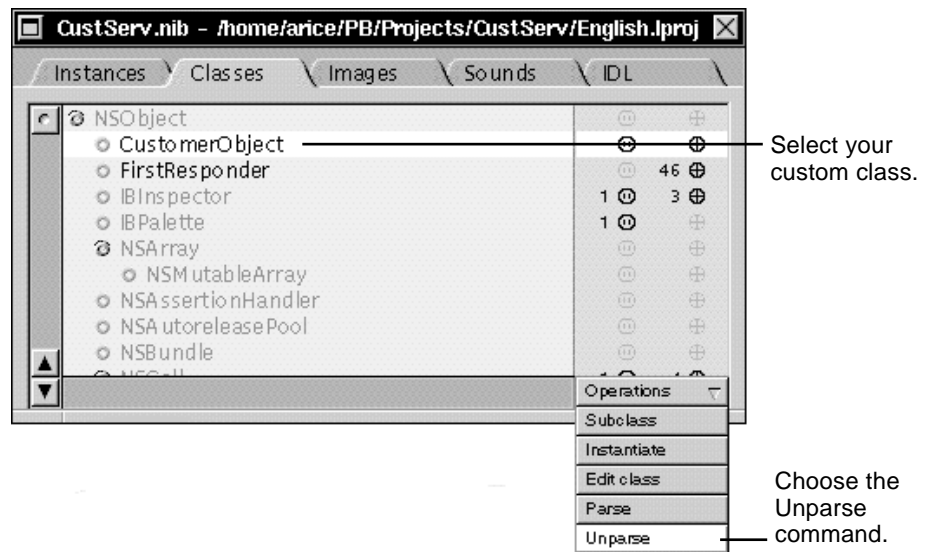 CustServ.nib – /home/arice/PB/Projects/CustServ/English.lproj
Instances Classes Images Sounds IDL
NSObject
CustomerObject
FirstResponder 46
IBInspector 1 3
IBPalette 1
NSArray
NSMutableArray
NSAssertionHandler
NSAutoreleasePool
NSBundle
Select your
custom class.
Operations
Subclass
Instantiate
Edit class
Parse
Unparse
Choose the
Unparse
command.